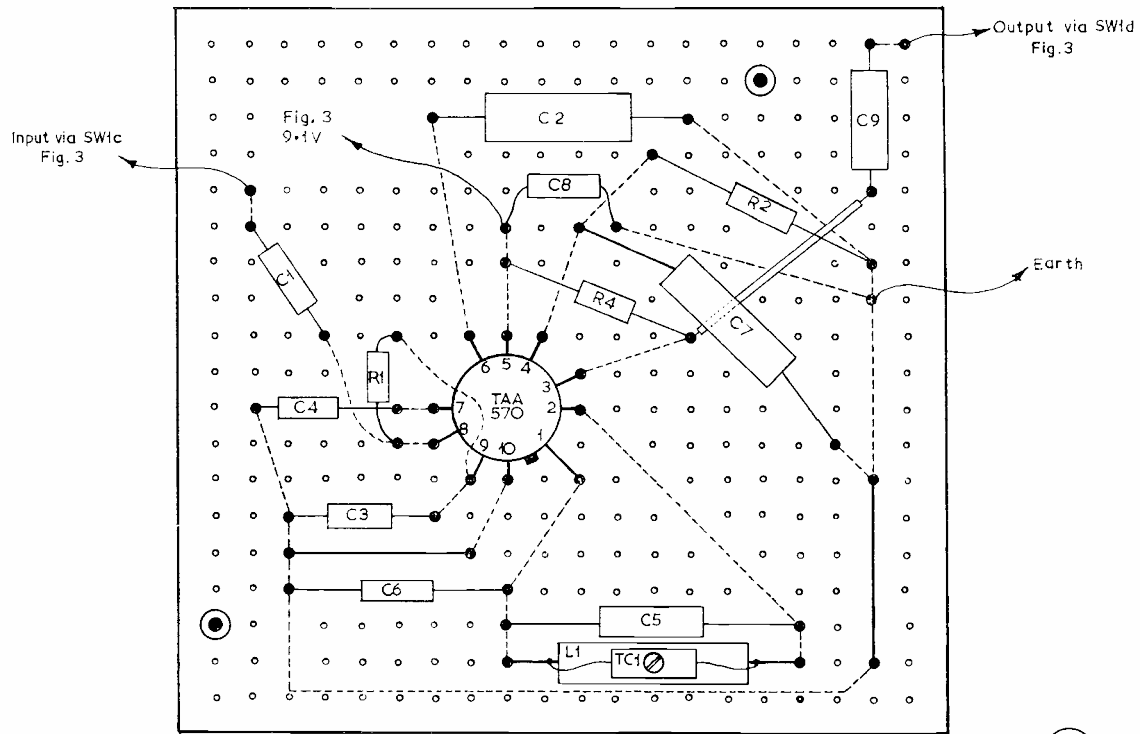 Output via SW1d
Fig.3
Fig. 3
9·1V
Input via SW1c
Fig. 3
C2
C9
C8
R2
C1
R4
C7
Earth
R1
6
5
4
3
TAA
570
7
2
8
1
9
10
C4
C3
C6
C5
L1
TC1